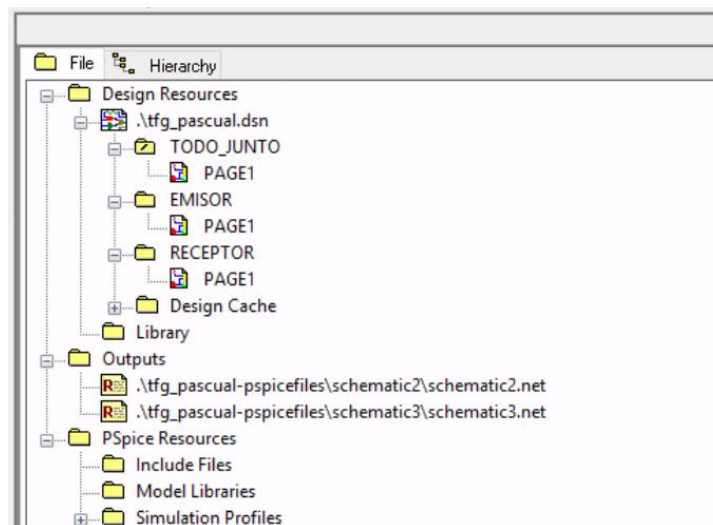 File Hierarchy
Design Resources
.\tfg_pascual.dsn
TODO_JUNTO
PAGE1
EMISOR
PAGE1
RECEPTOR
PAGE1
Design Cache
Library
Outputs
.\tfg_pascual-pspicefiles\schematic2\schematic2.net
.\tfg_pascual-pspicefiles\schematic3\schematic3.net
PSpice Resources
Include Files
Model Libraries
Simulation Profiles